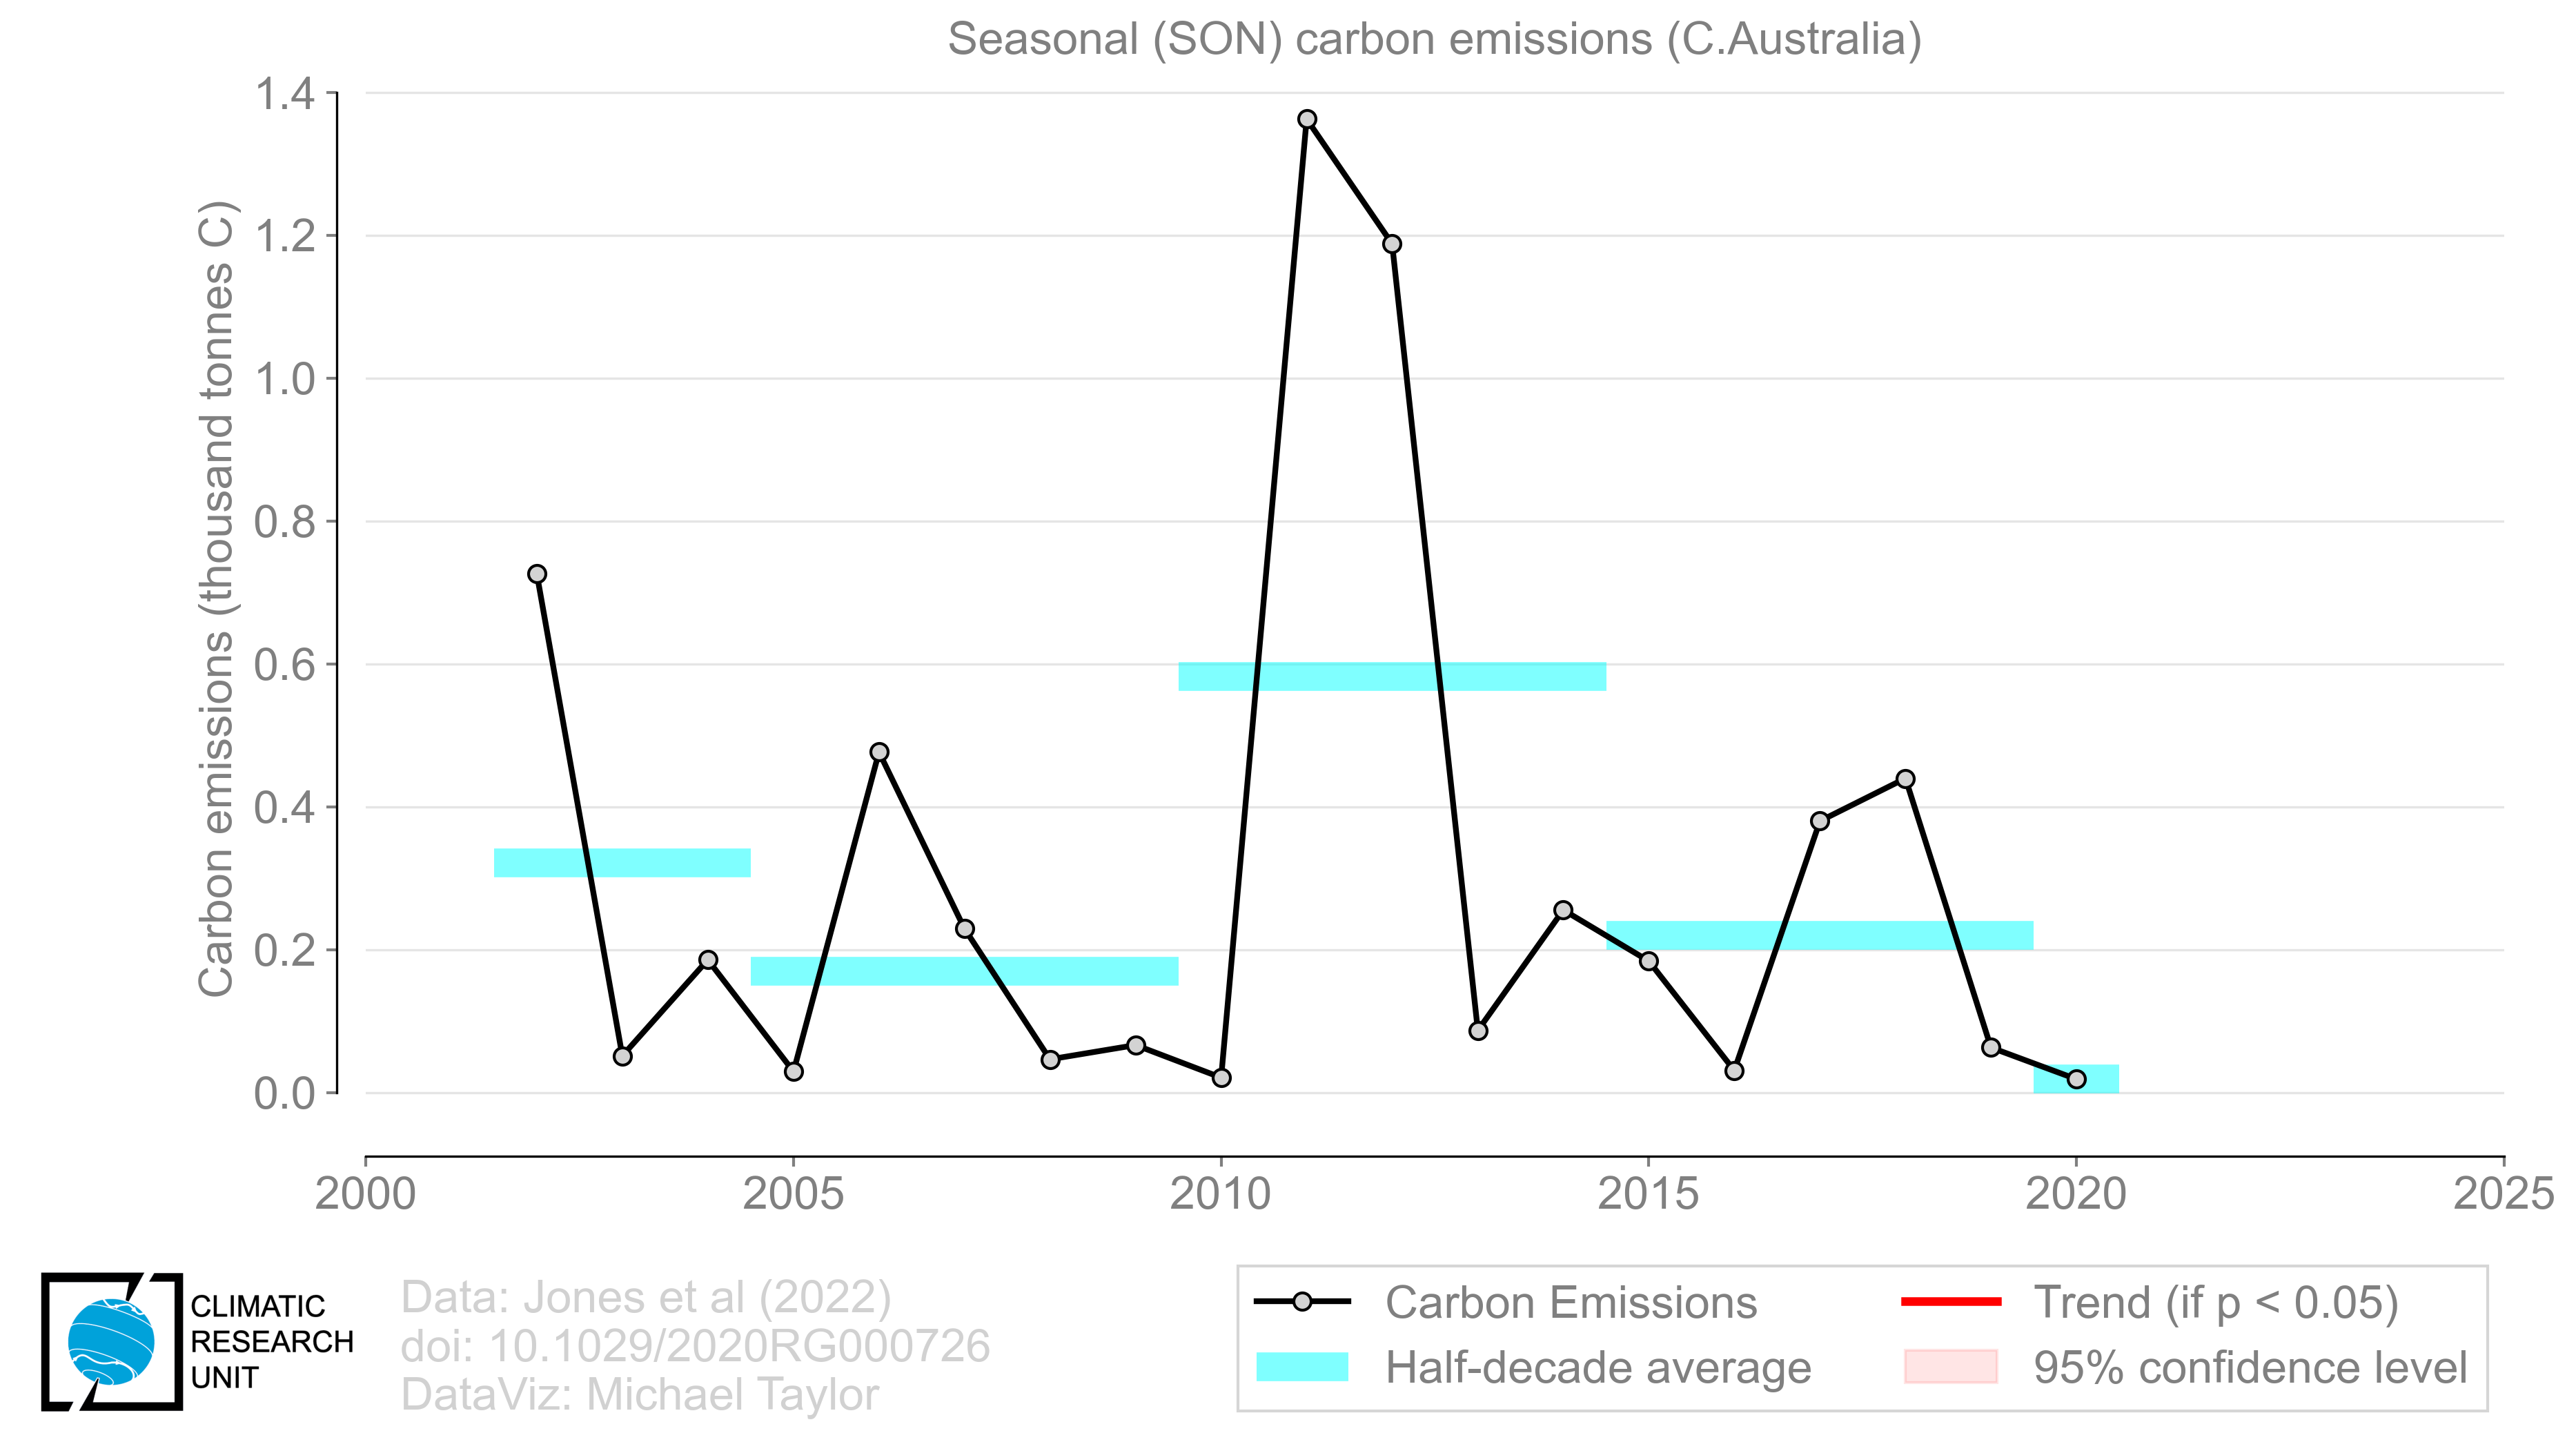 Seasonal (SON) carbon emissions (C.Australia)
Carbon emissions (thousand tonnes C)
1.4
1.2
1.0
0.8
0.6
0.4
0.2
0.0
2000 2005 2010 2015 2020 2025
CLIMATIC
RESEARCH
UNIT
Data: Jones et al (2022)
doi: 10.1029/2020RG000726
DataViz: Michael Taylor
Carbon Emissions
Half-decade average
Trend (if p < 0.05)
95% confidence level